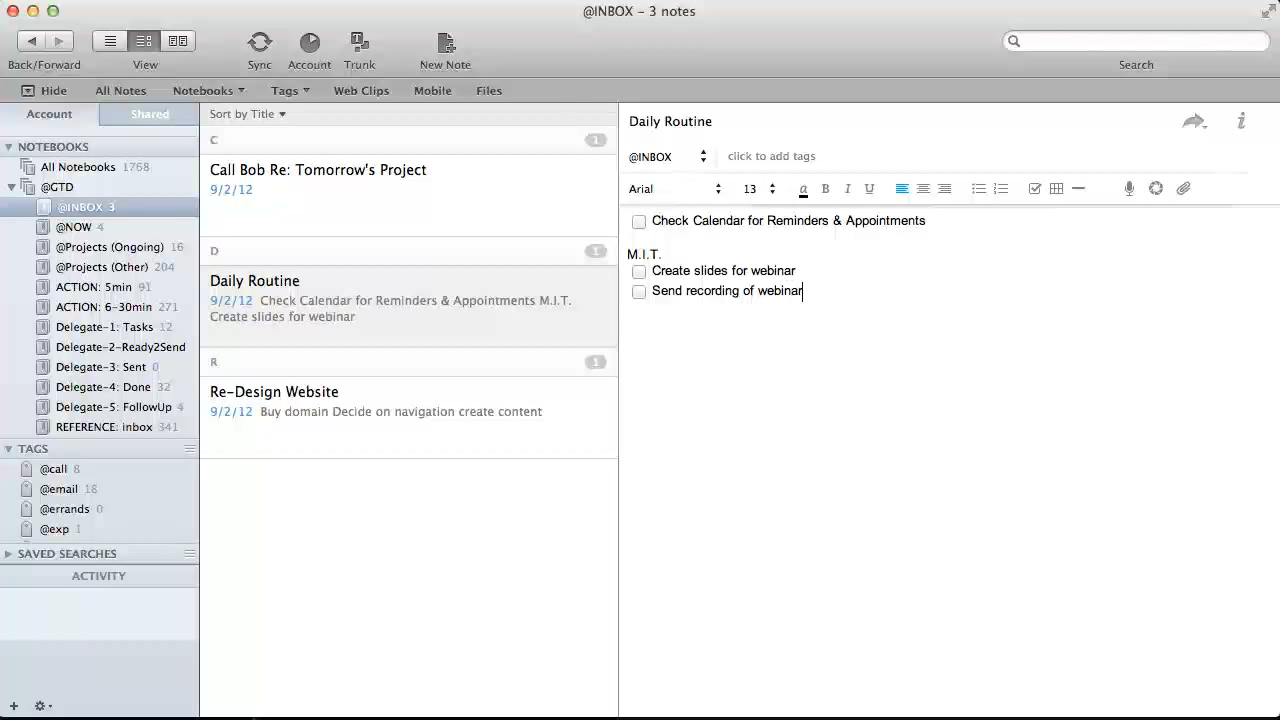 @INBOX – 3 notes
Back/Forward View Sync Account Trunk New Note Search
Hide All Notes Notebooks Tags Web Clips Mobile Files
Account Shared
NOTEBOOKS
All Notebooks 1768
@GTD
@INBOX 3
@NOW 4
@Projects (Ongoing) 16
@Projects (Other) 204
ACTION: 5min 91
ACTION: 6-30min 271
Delegate-1: Tasks 12
Delegate-2-Ready2Send
Delegate-3: Sent 0
Delegate-4: Done 32
Delegate-5. FollowUp 4
REFERENCE: inbox 341
TAGS
@call 8
@email 18
@errands 0
@exp 1
SAVED SEARCHES
ACTIVITY
Sort by Title
C 1
Call Bob Re: Tomorrow's Project
9/2/12
D 1
Daily Routine
9/2/12 Check Calendar for Reminders & Appointments M.I.T.
Create slides for webinar
R 1
Re-Design Website
9/2/12 Buy domain Decide on navigation create content
Daily Routine
@INBOX click to add tags
Arial 13 a B I U
Check Calendar for Reminders & Appointments
M.I.T.
Create slides for webinar
Send recording of webinar